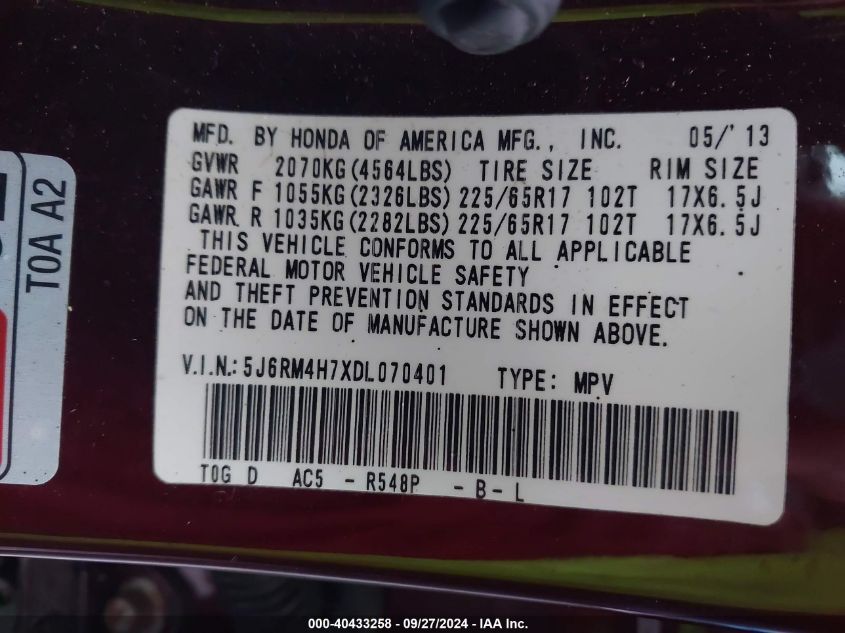 MFD. BY HONDA OF AMERICA MFG., INC. 05/'13
GVWR 2070KG(4564LBS) TIRE SIZE RIM SIZE
GAWR F 1055KG(2326LBS) 225/65R17 102T 17X6.5J
GAWR R 1035KG(2282LBS) 225/65R17 102T 17X6.5J
THIS VEHICLE CONFORMS TO ALL APPLICABLE
FEDERAL MOTOR VEHICLE SAFETY
AND THEFT PREVENTION STANDARDS IN EFFECT
ON THE DATE OF MANUFACTURE SHOWN ABOVE.
V.I.N.: 5J6RM4H7XDL070401 TYPE: MPV
T0G D AC5 - R548P - B - L
T0A A2
000-40433258 - 09/27/2024 - IAA Inc.